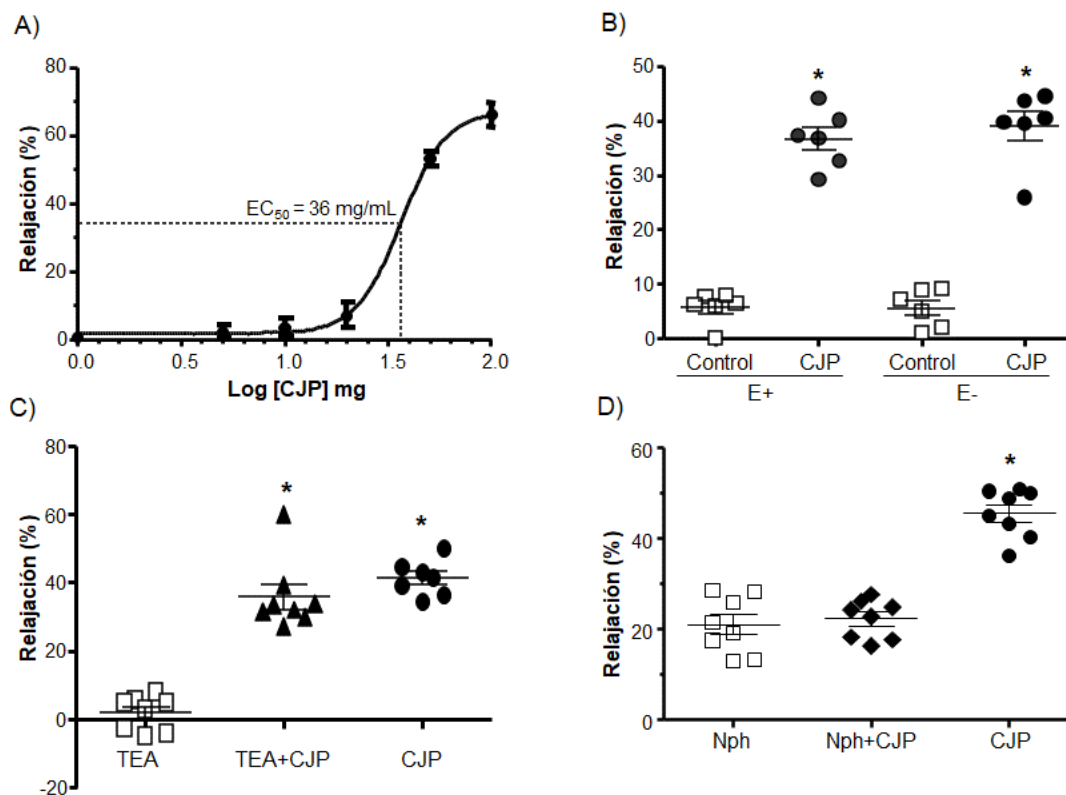 A)
Relajación (%)
80
60
40
20
0
EC50 = 36 mg/mL
0.0 0.5 1.0 1.5 2.0
Log [CJP] mg
B)
Relajación (%)
50
40
30
20
10
0
* *
Control CJP Control CJP
E+ E-
C)
Relajación (%)
80
60
40
20
0
-20
* *
TEA TEA+CJP CJP
D)
Relajación (%)
60
40
20
0
*
Nph Nph+CJP CJP